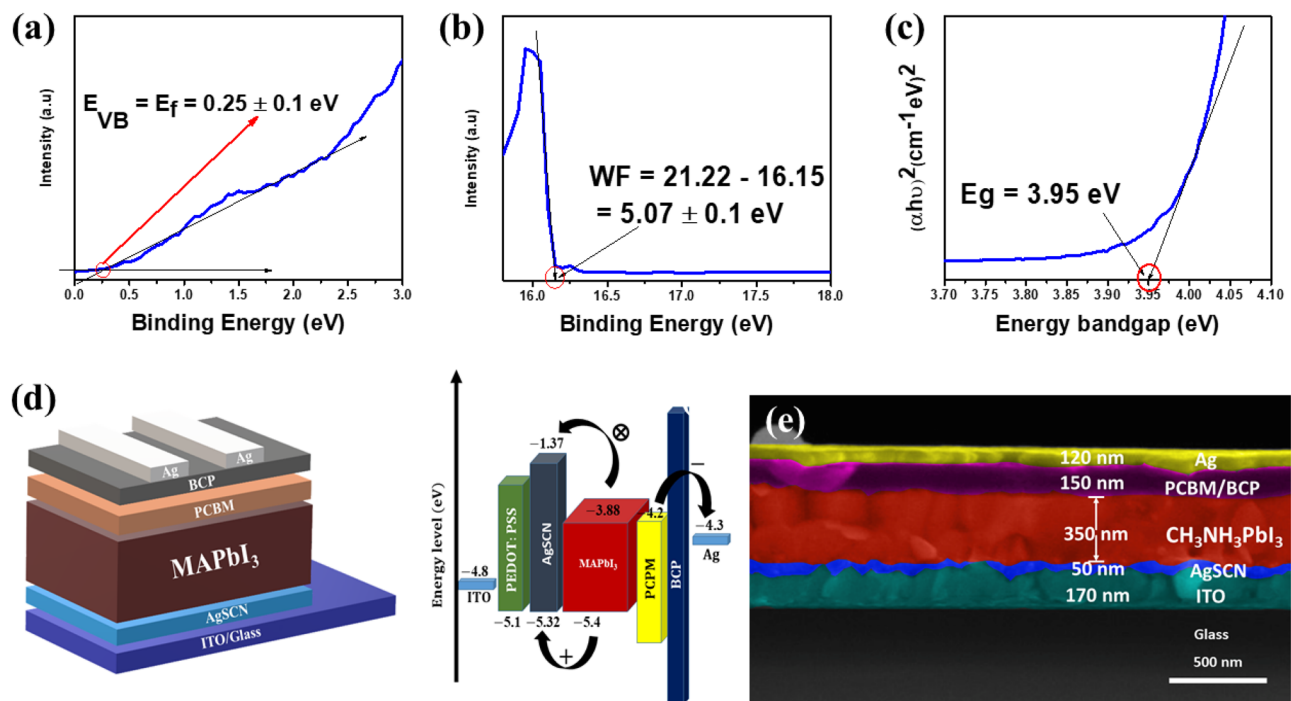 (a)
Intensity (a.u)
E_VB = E_f = 0.25 ± 0.1 eV
0.0 0.5 1.0 1.5 2.0 2.5 3.0
Binding Energy (eV)
(b)
Intensity (a.u)
WF = 21.22 - 16.15
= 5.07 ± 0.1 eV
16.0 16.5 17.0 17.5 18.0
Binding Energy (eV)
(c)
(αhυ)²(cm⁻¹ eV)²
Eg = 3.95 eV
3.70 3.75 3.80 3.85 3.90 3.95 4.00 4.05 4.10
Energy bandgap (eV)
(d)
Ag
Ag
BCP
PCBM
MAPbI₃
AgSCN
ITO/Glass
Energy level (eV)
−4.8
ITO
PEDOT: PSS
−5.1
−1.37
AgSCN
−5.32
⊗
−3.88
MAPbI₃
−5.4
+
4.2
PCPM
BCP
−
−4.3
Ag
(e)
120 nm Ag
150 nm PCBM/BCP
350 nm CH₃NH₃PbI₃
50 nm AgSCN
170 nm ITO
Glass
500 nm